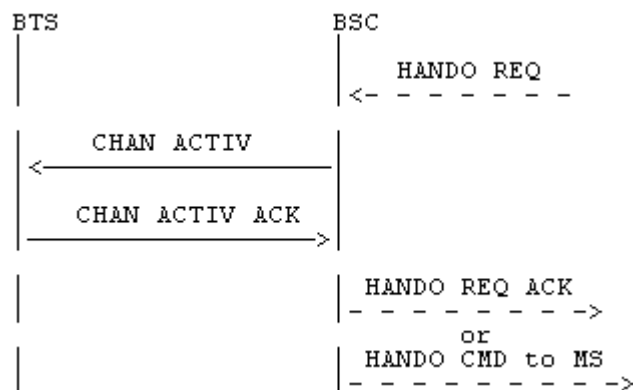 BTS BSC
HANDO REQ
CHAN ACTIV
CHAN ACTIV ACK
HANDO REQ ACK
or
HANDO CMD to MS